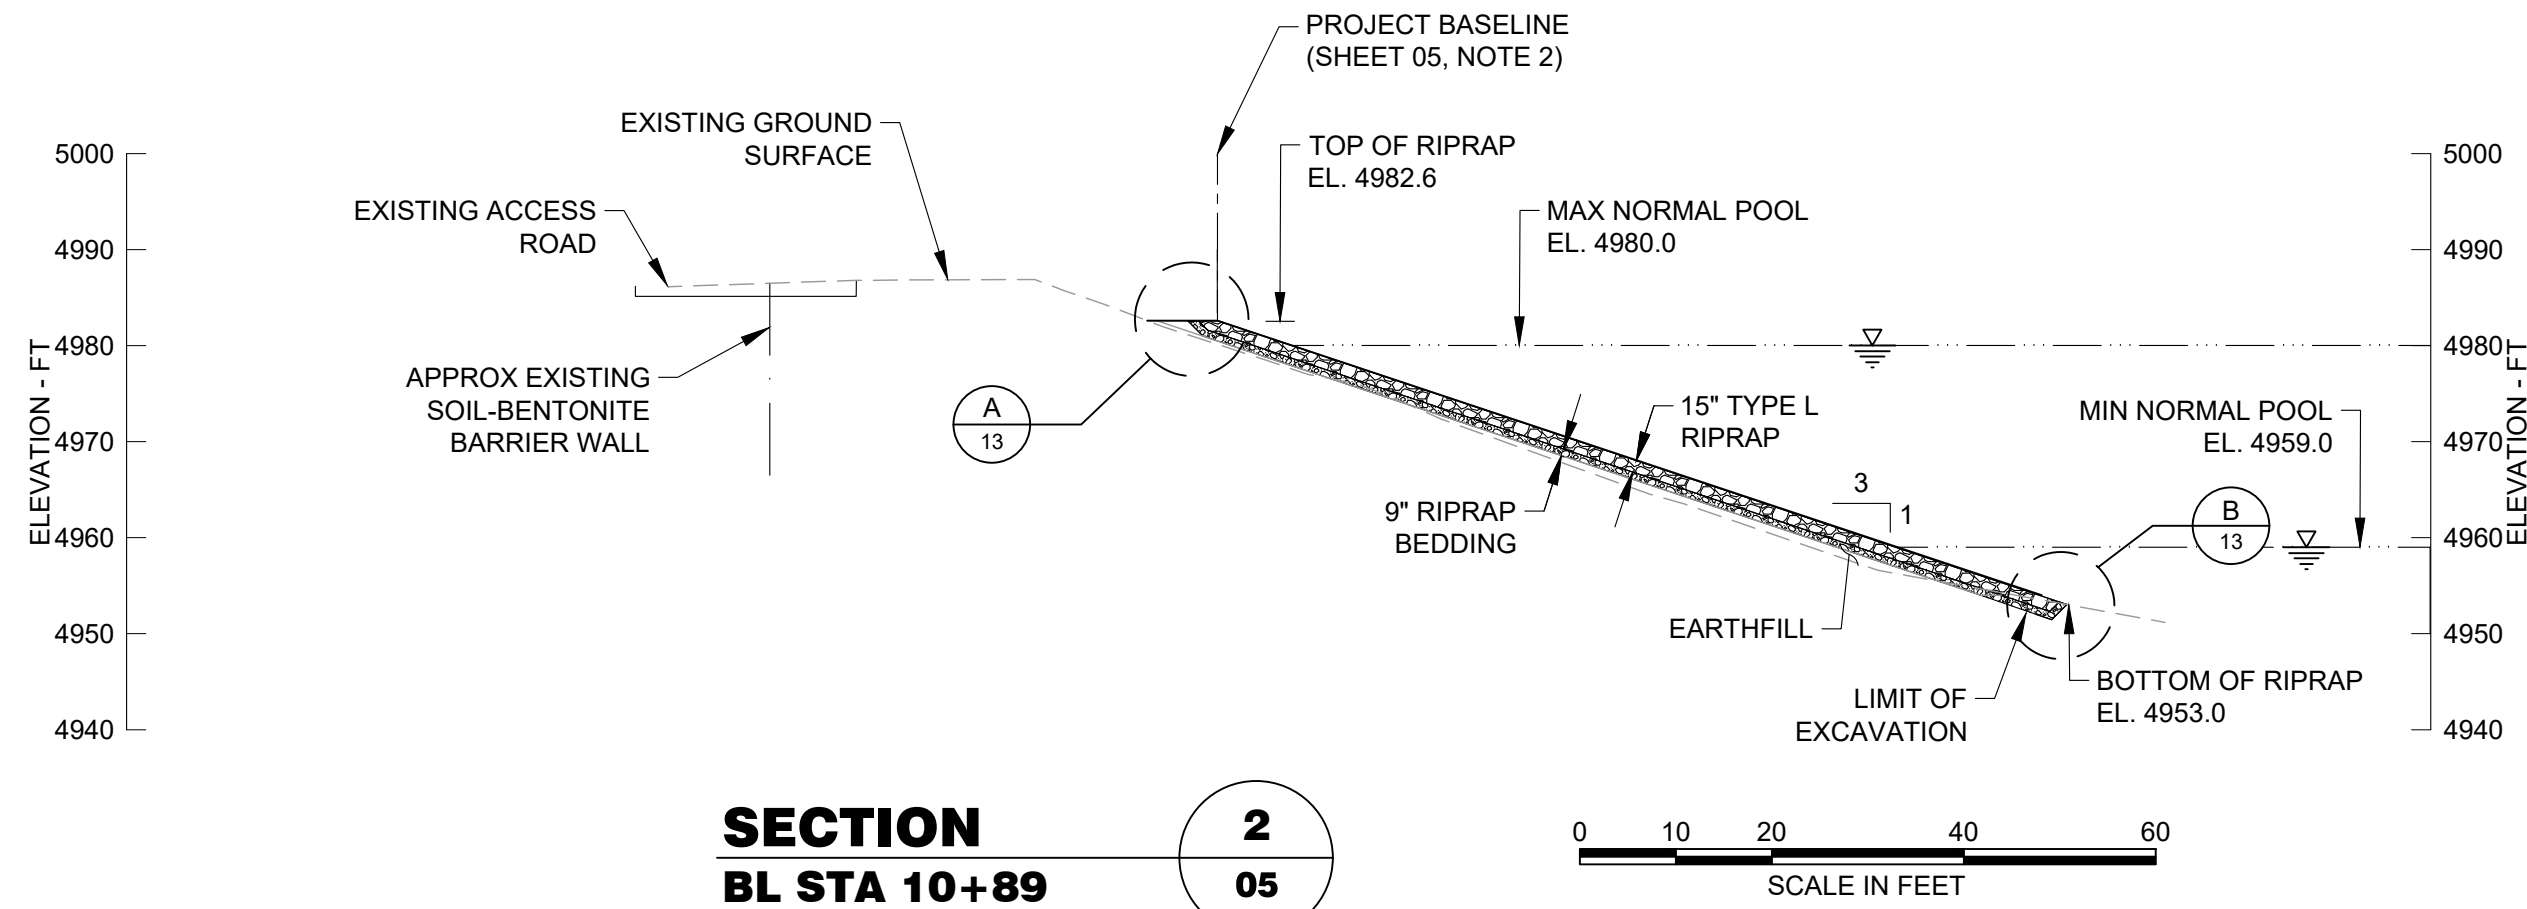 PROJECT BASELINE
(SHEET 05, NOTE 2)
EXISTING GROUND
SURFACE
TOP OF RIPRAP
EL. 4982.6
EXISTING ACCESS
ROAD
MAX NORMAL POOL
EL. 4980.0
APPROX EXISTING
SOIL-BENTONITE
BARRIER WALL
A
13
15" TYPE L
RIPRAP
MIN NORMAL POOL
EL. 4959.0
9" RIPRAP
BEDDING
3
1
B
13
EARTHFILL
LIMIT OF
EXCAVATION
BOTTOM OF RIPRAP
EL. 4953.0
ELEVATION - FT
5000
4990
4980
4970
4960
4950
4940
5000
4990
4980
4970
4960
4950
4940
ELEVATION - FT
SECTION
BL STA 10+89
2
05
0 10 20 40 60
SCALE IN FEET